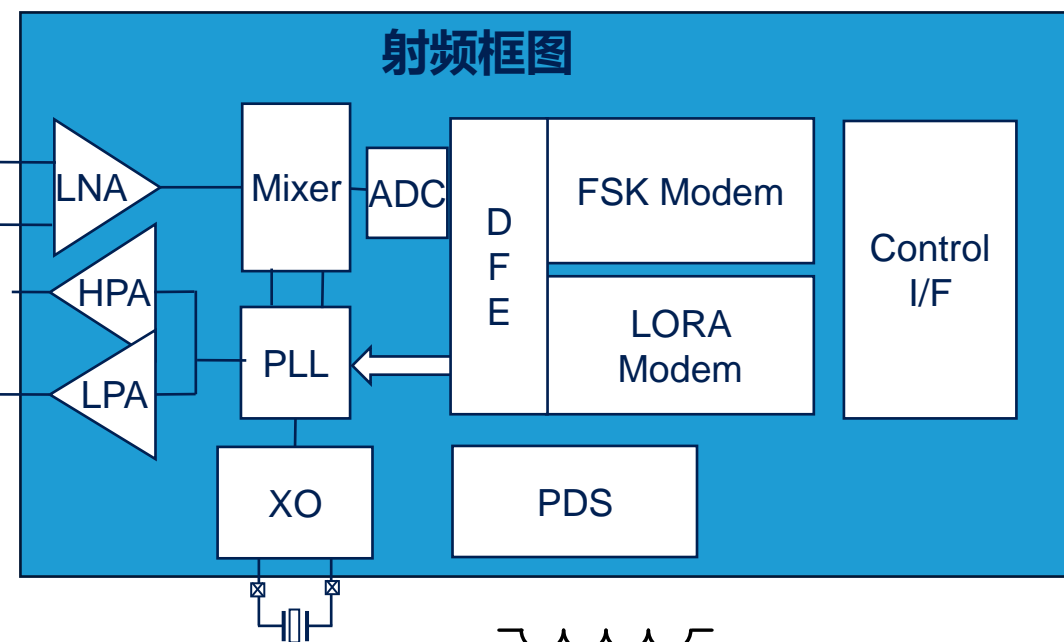 射频框图
LNA
Mixer
ADC
D
F
E
FSK Modem
Control
I/F
HPA
LORA
Modem
PLL
LPA
XO
PDS